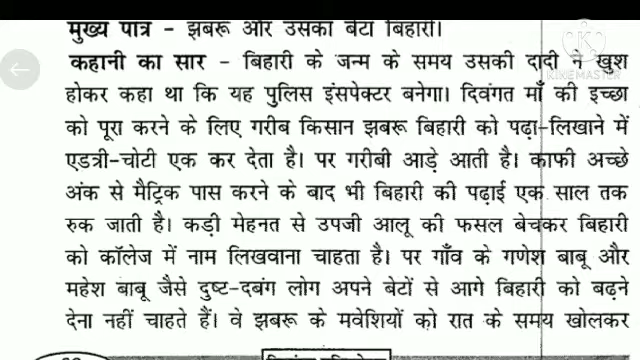 मुख्य पात्र - झबरू और उसका बेटा बिहारी।
कहानी का सार - बिहारी के जन्म के समय उसकी दादी ने खुश
होकर कहा था कि यह पुलिस इंसपेक्टर बनेगा। दिवंगत माँ की इच्छा
को पूरा करने के लिए गरीब किसान झबरू बिहारी को पढ़ा-लिखाने में
एडत्री-चोटी एक कर देता है। पर गरीबी आड़े आती है। काफी अच्छे
अंक से मैट्रिक पास करने के बाद भी बिहारी की पढ़ाई एक साल तक
रुक जाती है। कड़ी मेहनत से उपजी आलू की फसल बेचकर बिहारी
को कॉलेज में नाम लिखवाना चाहता है। पर गाँव के गणेश बाबू और
महेश बाबू जैसे दुष्ट-दबंग लोग अपने बेटों से आगे बिहारी को बढ़ने
देना नहीं चाहते हैं। वे झबरू के मवेशियों को रात के समय खोलकर
KINEMASTER